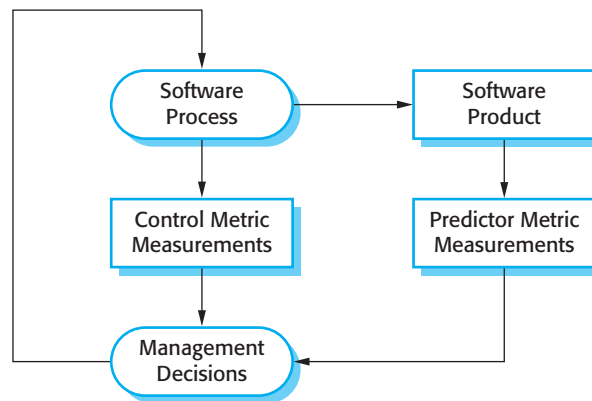 Software
Process
Software
Product
Control Metric
Measurements
Predictor Metric
Measurements
Management
Decisions